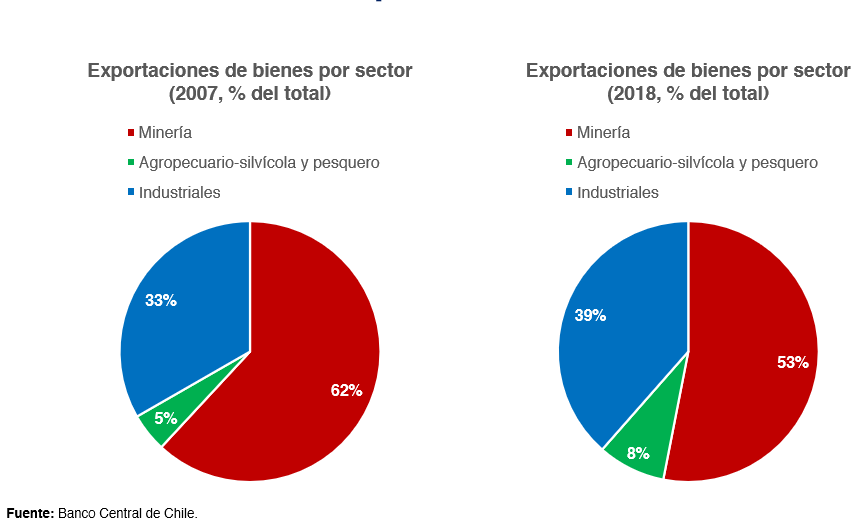 Exportaciones de bienes por sector
(2007, % del total)
Minería
Agropecuario-silvícola y pesquero
Industriales
33%
62%
5%
Exportaciones de bienes por sector
(2018, % del total)
Minería
Agropecuario-silvícola y pesquero
Industriales
39%
53%
8%
Fuente: Banco Central de Chile.